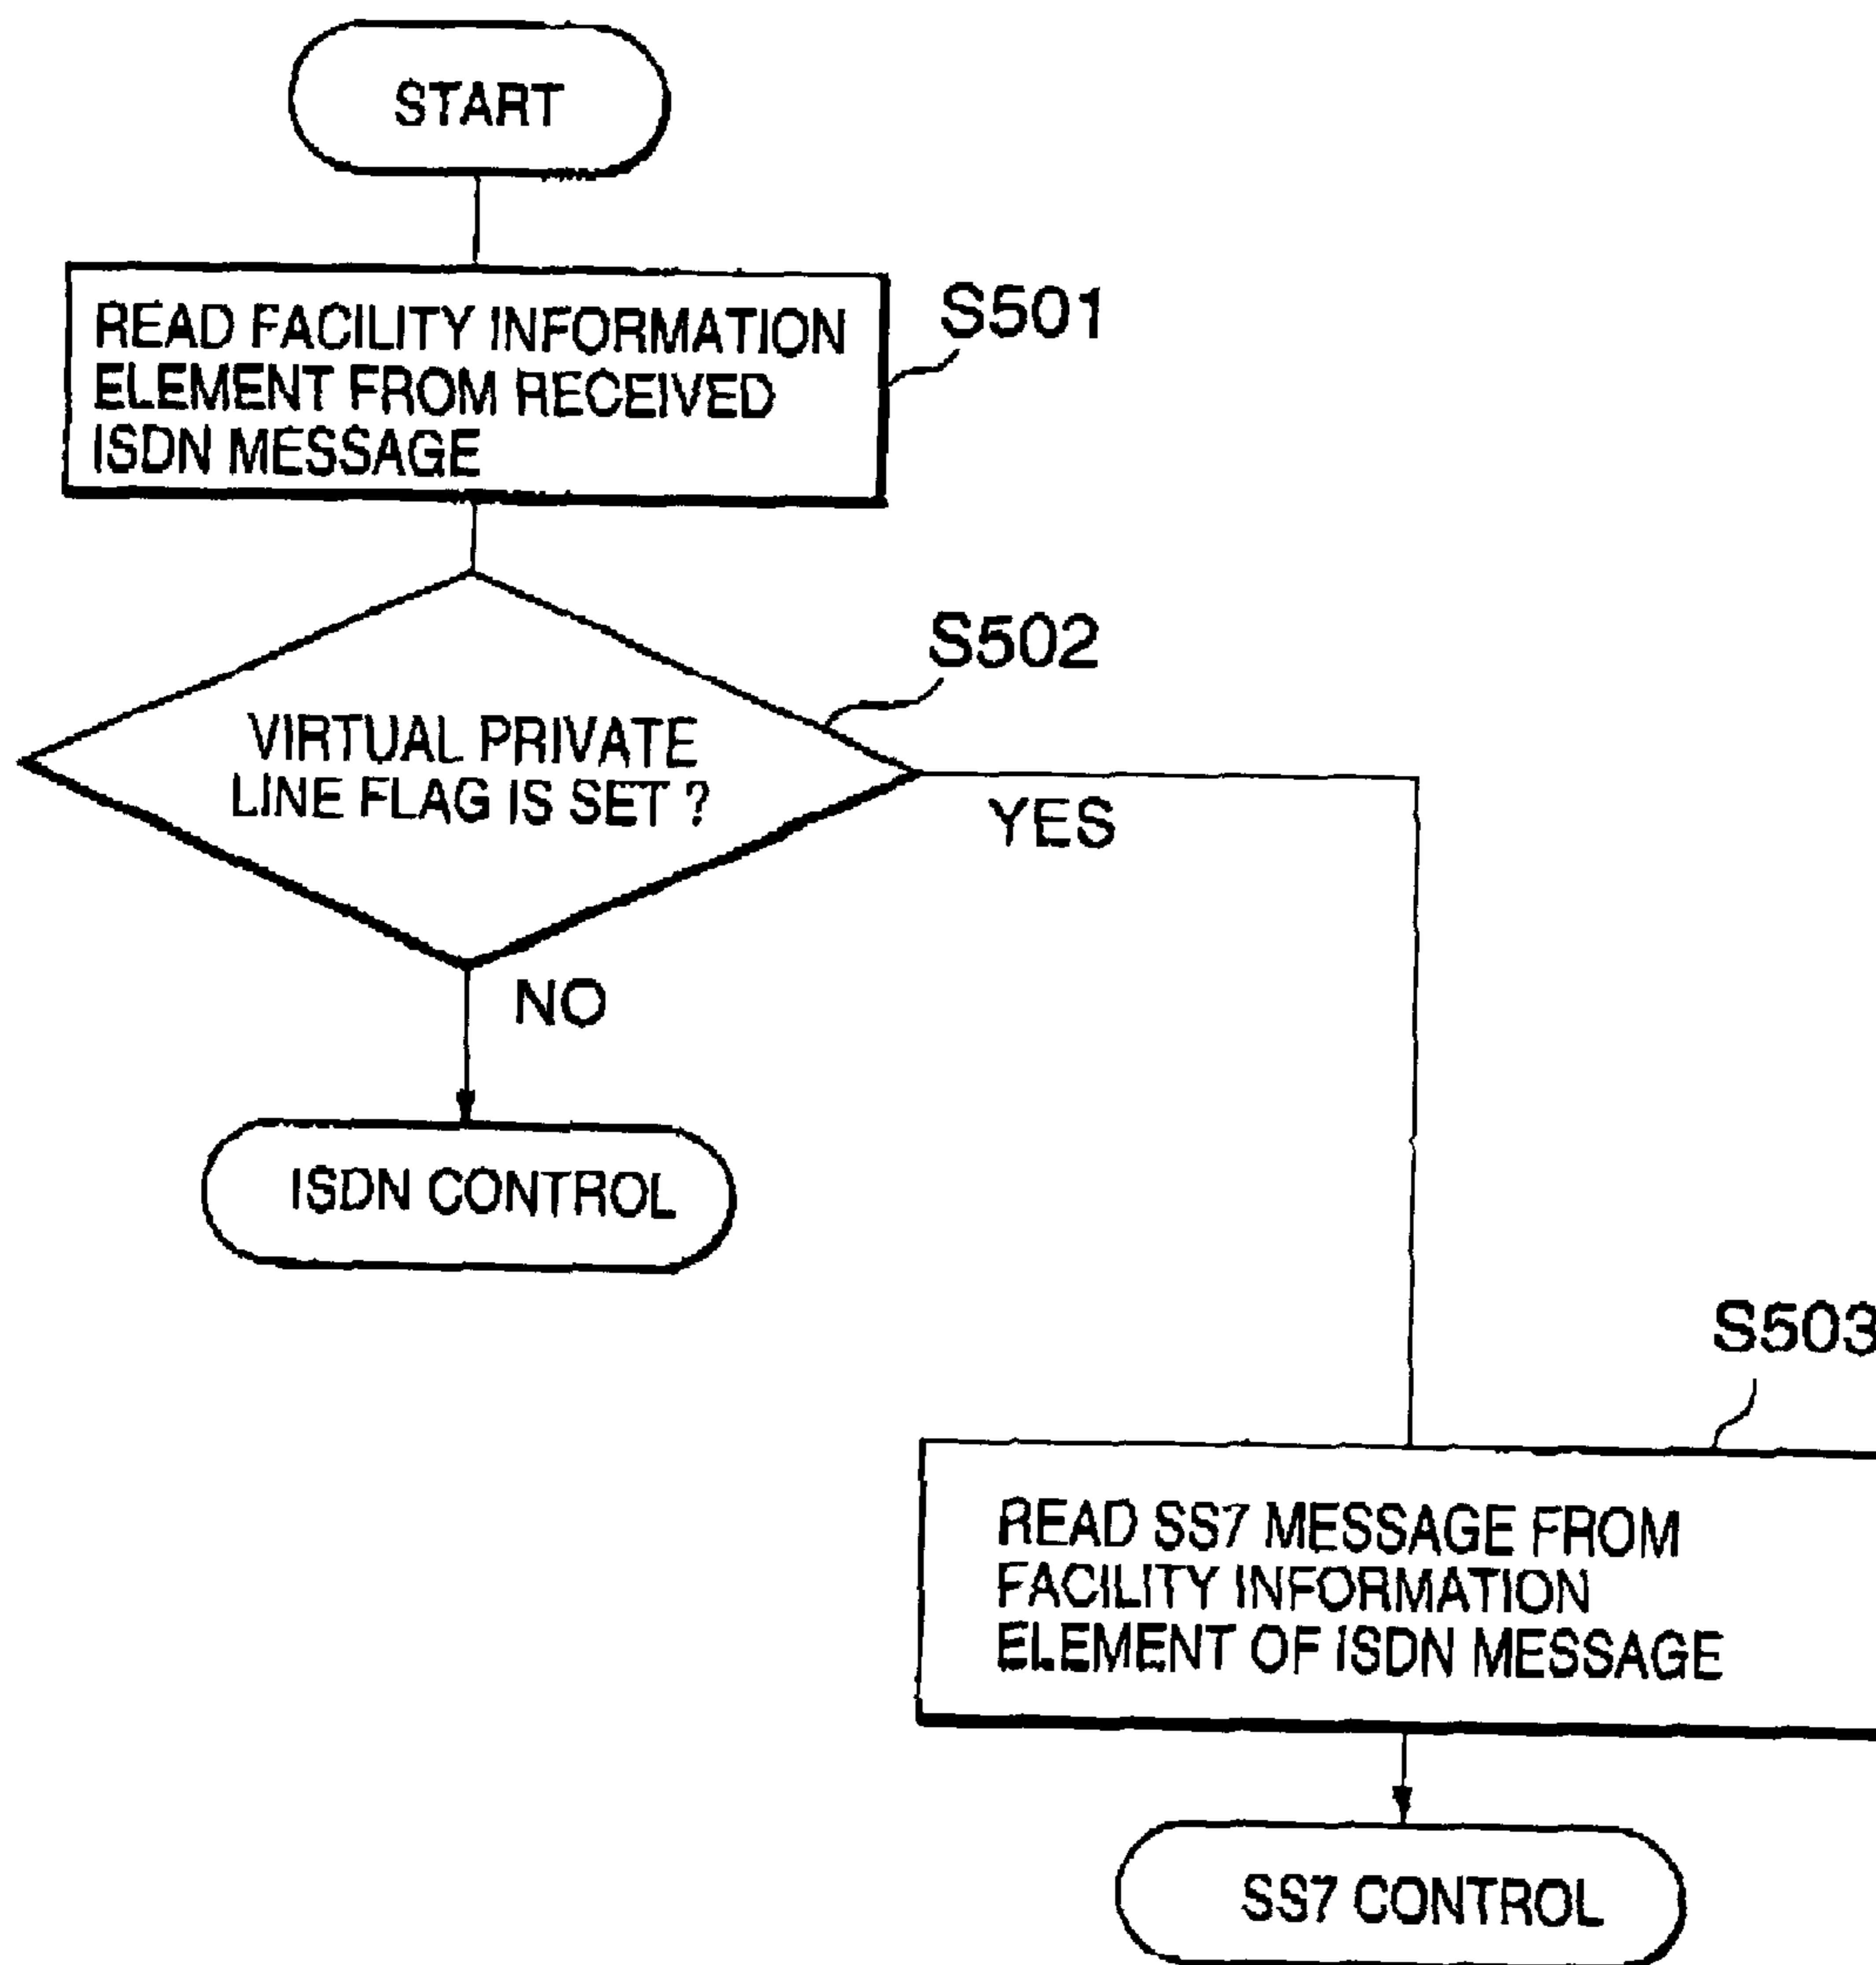 START
READ FACILITY INFORMATION
ELEMENT FROM RECEIVED
ISDN MESSAGE
S501
VIRTUAL PRIVATE
LINE FLAG IS SET ?
S502
YES
NO
ISDN CONTROL
S503
READ SS7 MESSAGE FROM
FACILITY INFORMATION
ELEMENT OF ISDN MESSAGE
SS7 CONTROL